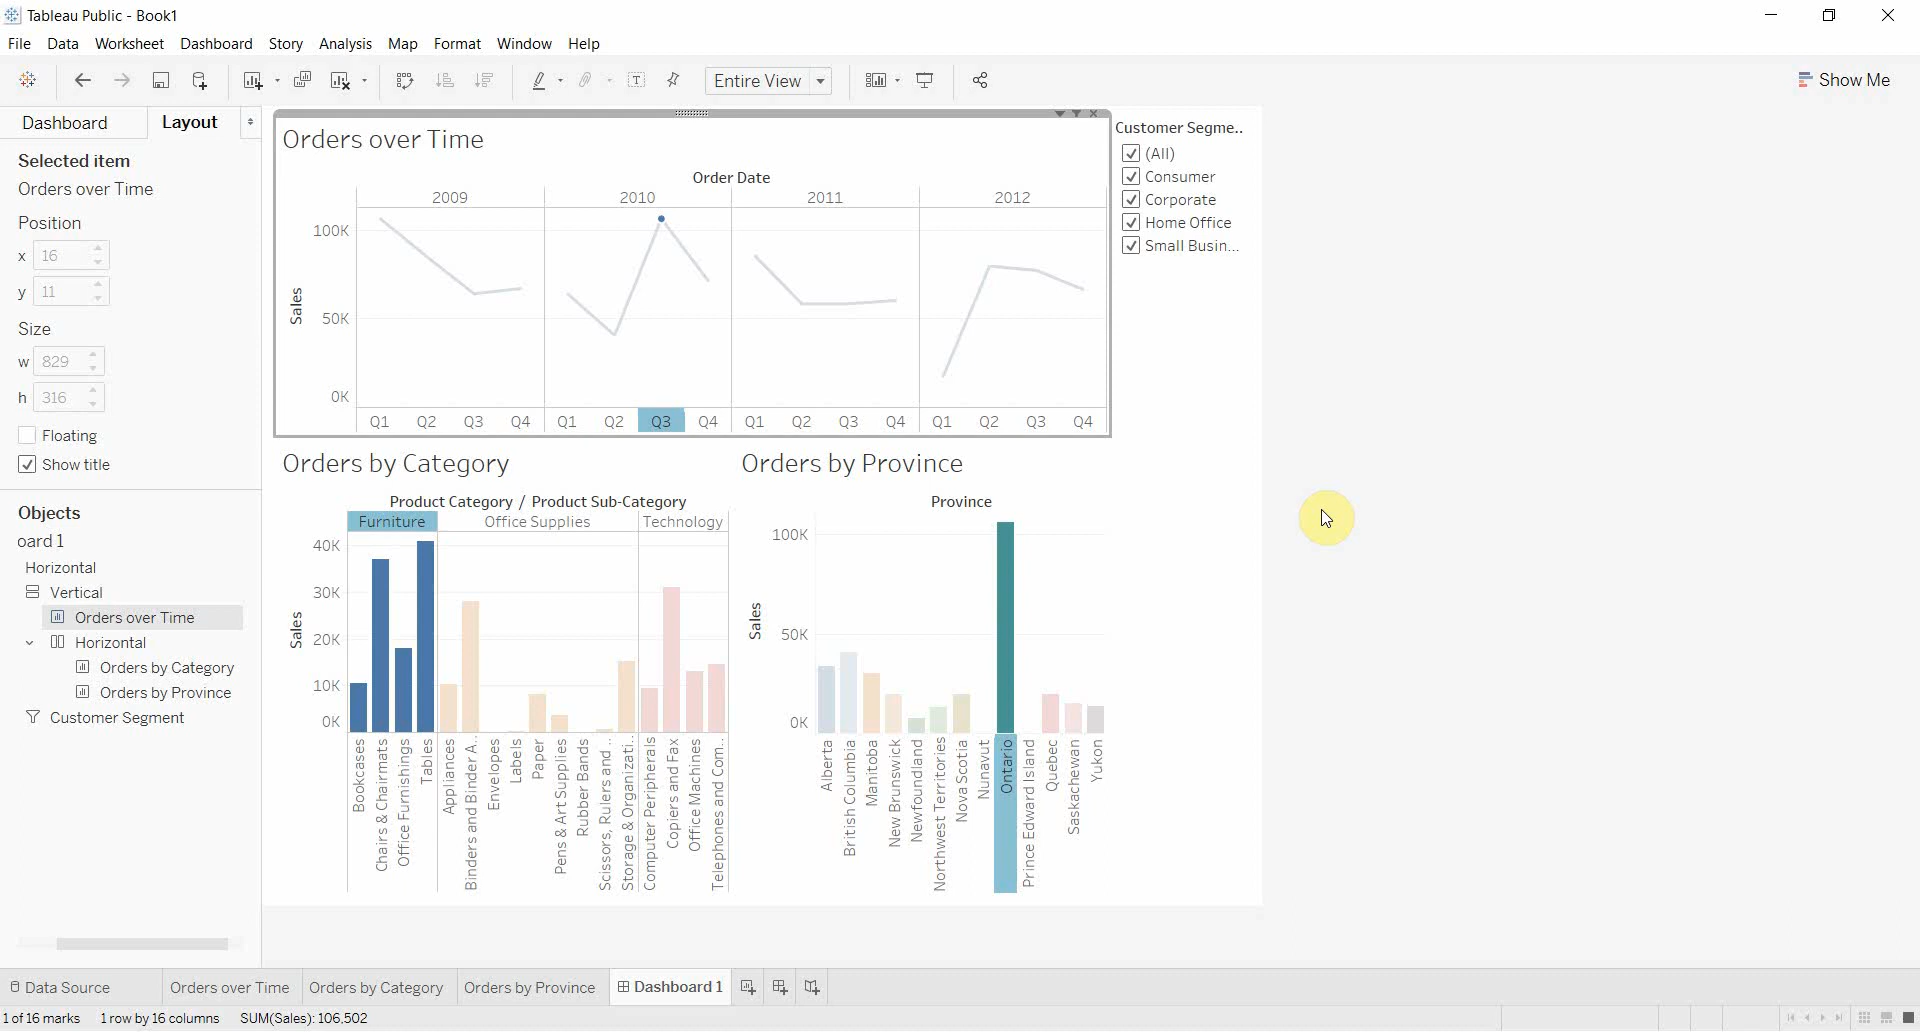 Tableau Public - Book1
File Data Worksheet Dashboard Story Analysis Map Format Window Help
Entire View
Show Me
Dashboard
Layout
Selected item
Orders over Time
Position
x 16
y 11
Size
w 829
h 316
Floating
Show title
Objects
oard 1
Horizontal
Vertical
Orders over Time
Horizontal
Orders by Category
Orders by Province
Customer Segment
Orders over Time
Order Date
2009 2010 2011 2012
Sales
100K
50K
0K
Q1 Q2 Q3 Q4 Q1 Q2 Q3 Q4 Q1 Q2 Q3 Q4 Q1 Q2 Q3 Q4
Customer Segme..
(All)
Consumer
Corporate
Home Office
Small Busin...
Orders by Category
Product Category / Product Sub-Category
Furniture Office Supplies Technology
Sales
40K
30K
20K
10K
0K
Bookcases
Chairs & Chairmats
Office Furnishings
Tables
Appliances
Binders and Binder A..
Envelopes
Labels
Paper
Pens & Art Supplies
Rubber Bands
Scissors, Rulers and ..
Storage & Organizati..
Computer Peripherals
Copiers and Fax
Office Machines
Telephones and Com..
Orders by Province
Province
Sales
100K
50K
0K
Alberta
British Columbia
Manitoba
New Brunswick
Newfoundland
Northwest Territories
Nova Scotia
Nunavut
Ontario
Prince Edward Island
Quebec
Saskachewan
Yukon
Data Source
Orders over Time
Orders by Category
Orders by Province
Dashboard 1
1 of 16 marks 1 row by 16 columns SUM(Sales): 106,502